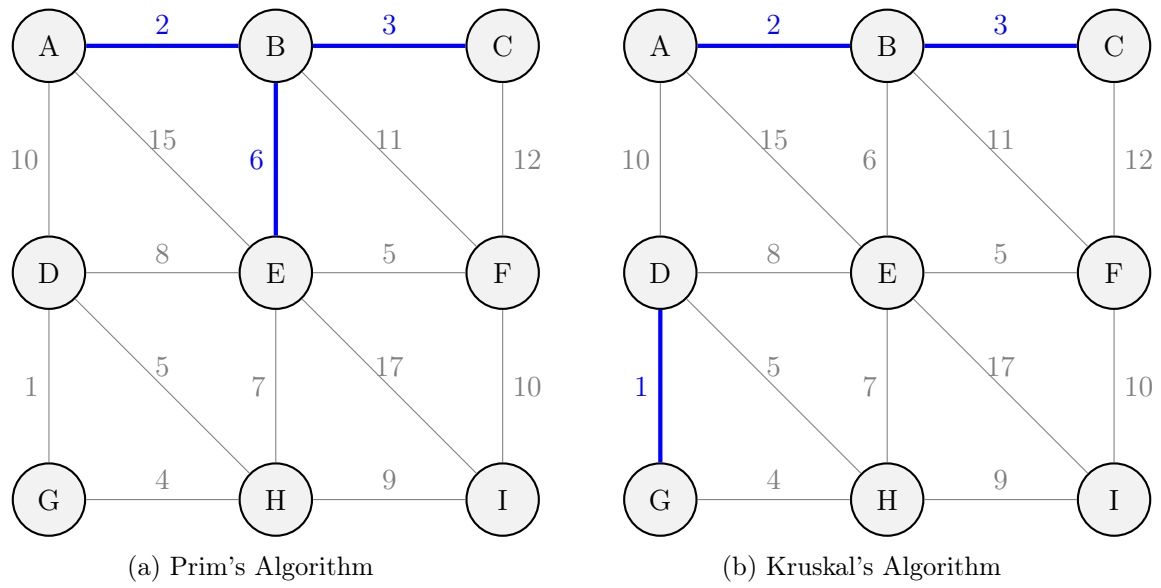 2 3 2 3
A B C A B C
10 15 6 11 12 10 15 6 11 12
8 5 8 5
D E F D E F
1 5 7 17 10 1 5 7 17 10
4 9 4 9
G H I G H I
(a) Prim's Algorithm (b) Kruskal's Algorithm